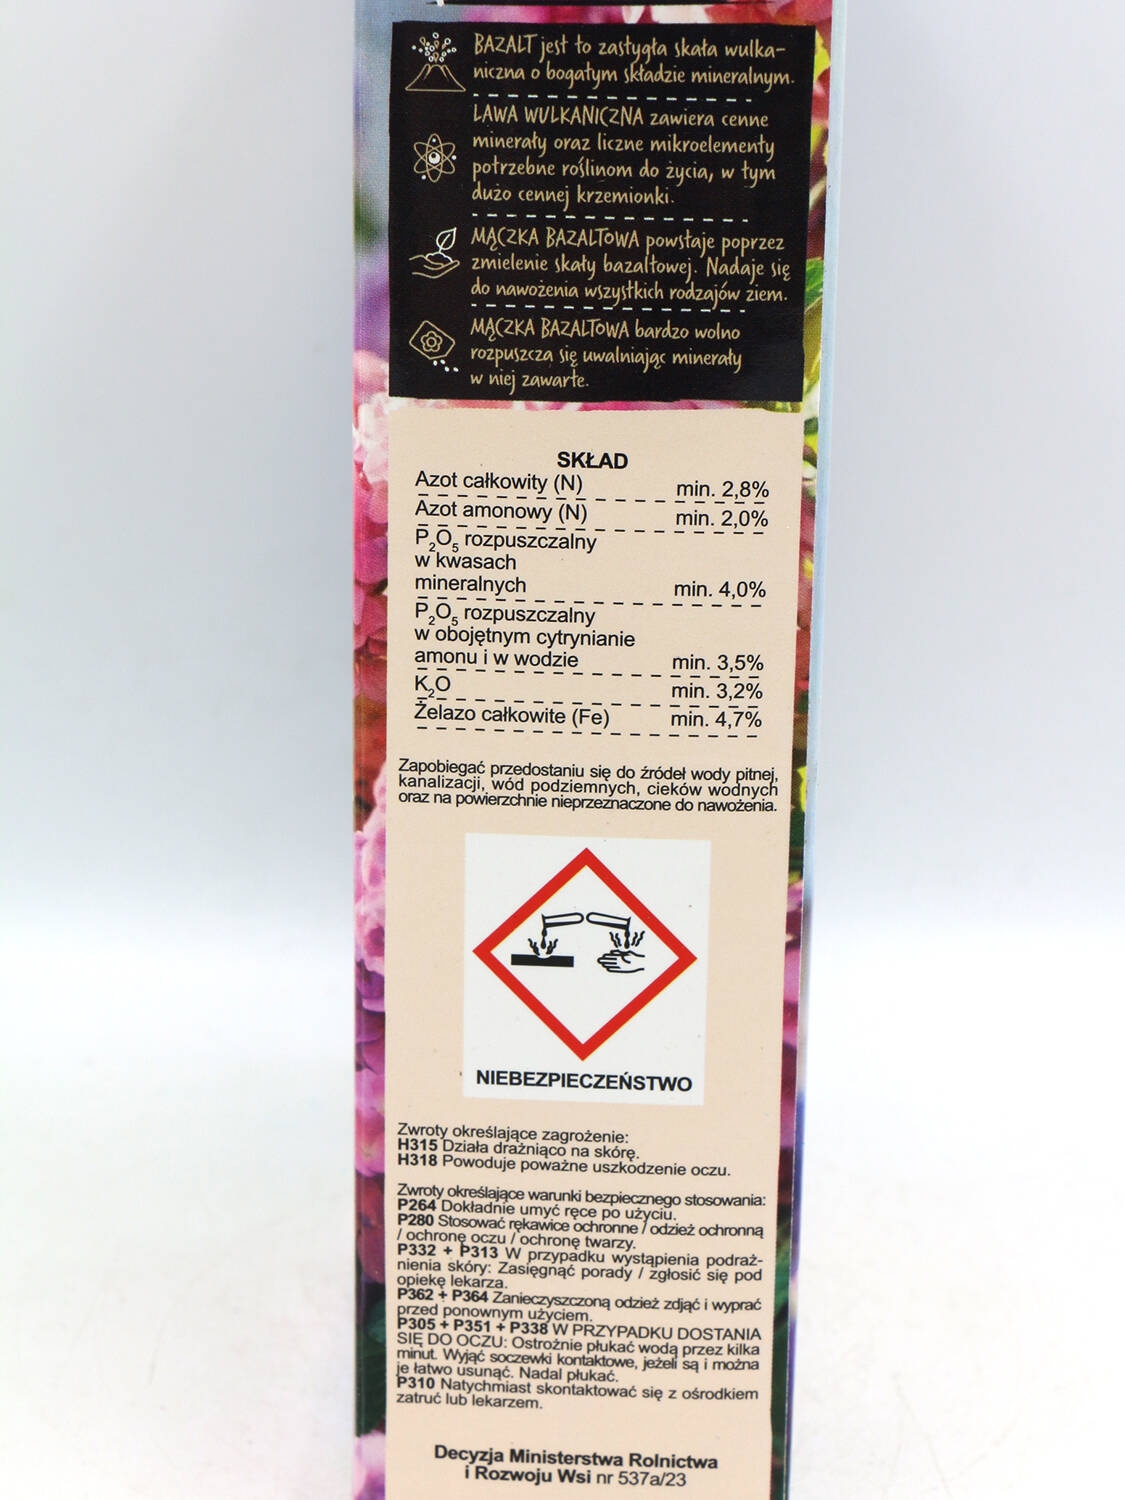 BAZALT jest to zastygła skała wulka-
niczna o bogatym składzie mineralnym.
LAWA WULKANICZNA zawiera cenne
minerały oraz liczne mikroelementy
potrzebne roślinom do życia, w tym
dużo cennej krzemionki.
MĄCZKA BAZALTOWA powstaje poprzez
zmielenie skały bazaltowej. Nadaje się
do nawożenia wszystkich rodzajów ziem.
MĄCZKA BAZALTOWA bardzo wolno
rozpuszcza się uwalniając minerały
w niej zawarte.
SKŁAD
Azot całkowity (N) min. 2,8%
Azot amonowy (N) min. 2,0%
P2O5 rozpuszczalny
w kwasach
mineralnych min. 4,0%
P2O5 rozpuszczalny
w obojętnym cytrynianie
amonu i w wodzie min. 3,5%
K2O min. 3,2%
Żelazo całkowite (Fe) min. 4,7%
Zapobiegać przedostaniu się do źródeł wody pitnej,
kanalizacji, wód podziemnych, cieków wodnych
oraz na powierzchnie nieprzeznaczone do nawożenia.
NIEBEZPIECZEŃSTWO
Zwroty określające zagrożenie:
H315 Działa drażniąco na skórę.
H318 Powoduje poważne uszkodzenie oczu.
Zwroty określające warunki bezpiecznego stosowania:
P264 Dokładnie umyć ręce po użyciu.
P280 Stosować rękawice ochronne / odzież ochronną
/ ochronę oczu / ochronę twarzy.
P332 + P313 W przypadku wystąpienia podraż-
nienia skóry: Zasięgnąć porady / zgłosić się pod
opiekę lekarza.
P362 + P364 Zanieczyszczoną odzież zdjąć i wyprać
przed ponownym użyciem.
P305 + P351 + P338 W PRZYPADKU DOSTANIA
SIĘ DO OCZU: Ostrożnie płukać wodą przez kilka
minut. Wyjąć soczewki kontaktowe, jeżeli są i można
je łatwo usunąć. Nadal płukać.
P310 Natychmiast skontaktować się z ośrodkiem
zatruć lub lekarzem.
Decyzja Ministerstwa Rolnictwa
i Rozwoju Wsi nr 537a/23